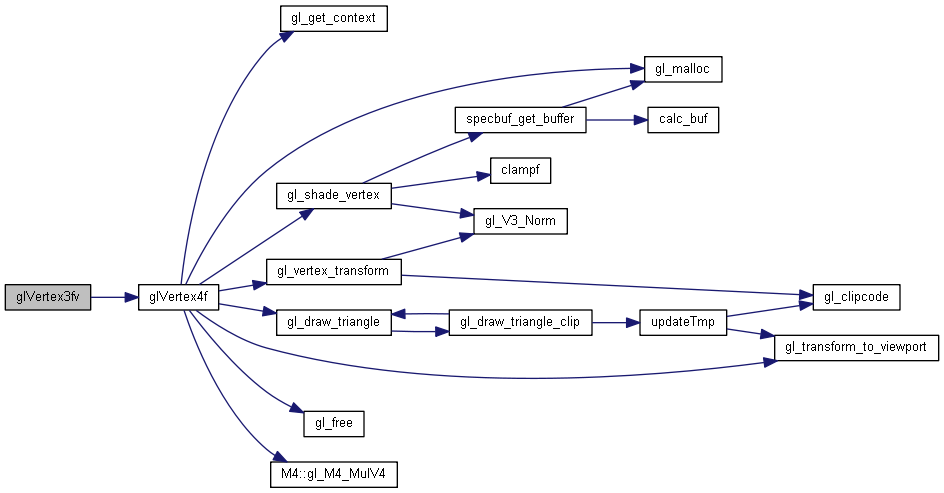 gl_get_context
gl_malloc
specbuf_get_buffer
calc_buf
clampf
gl_shade_vertex
gl_V3_Norm
gl_vertex_transform
glVertex3fv
glVertex4f
gl_clipcode
gl_draw_triangle
gl_draw_triangle_clip
updateTmp
gl_transform_to_viewport
gl_free
M4::gl_M4_MulV4